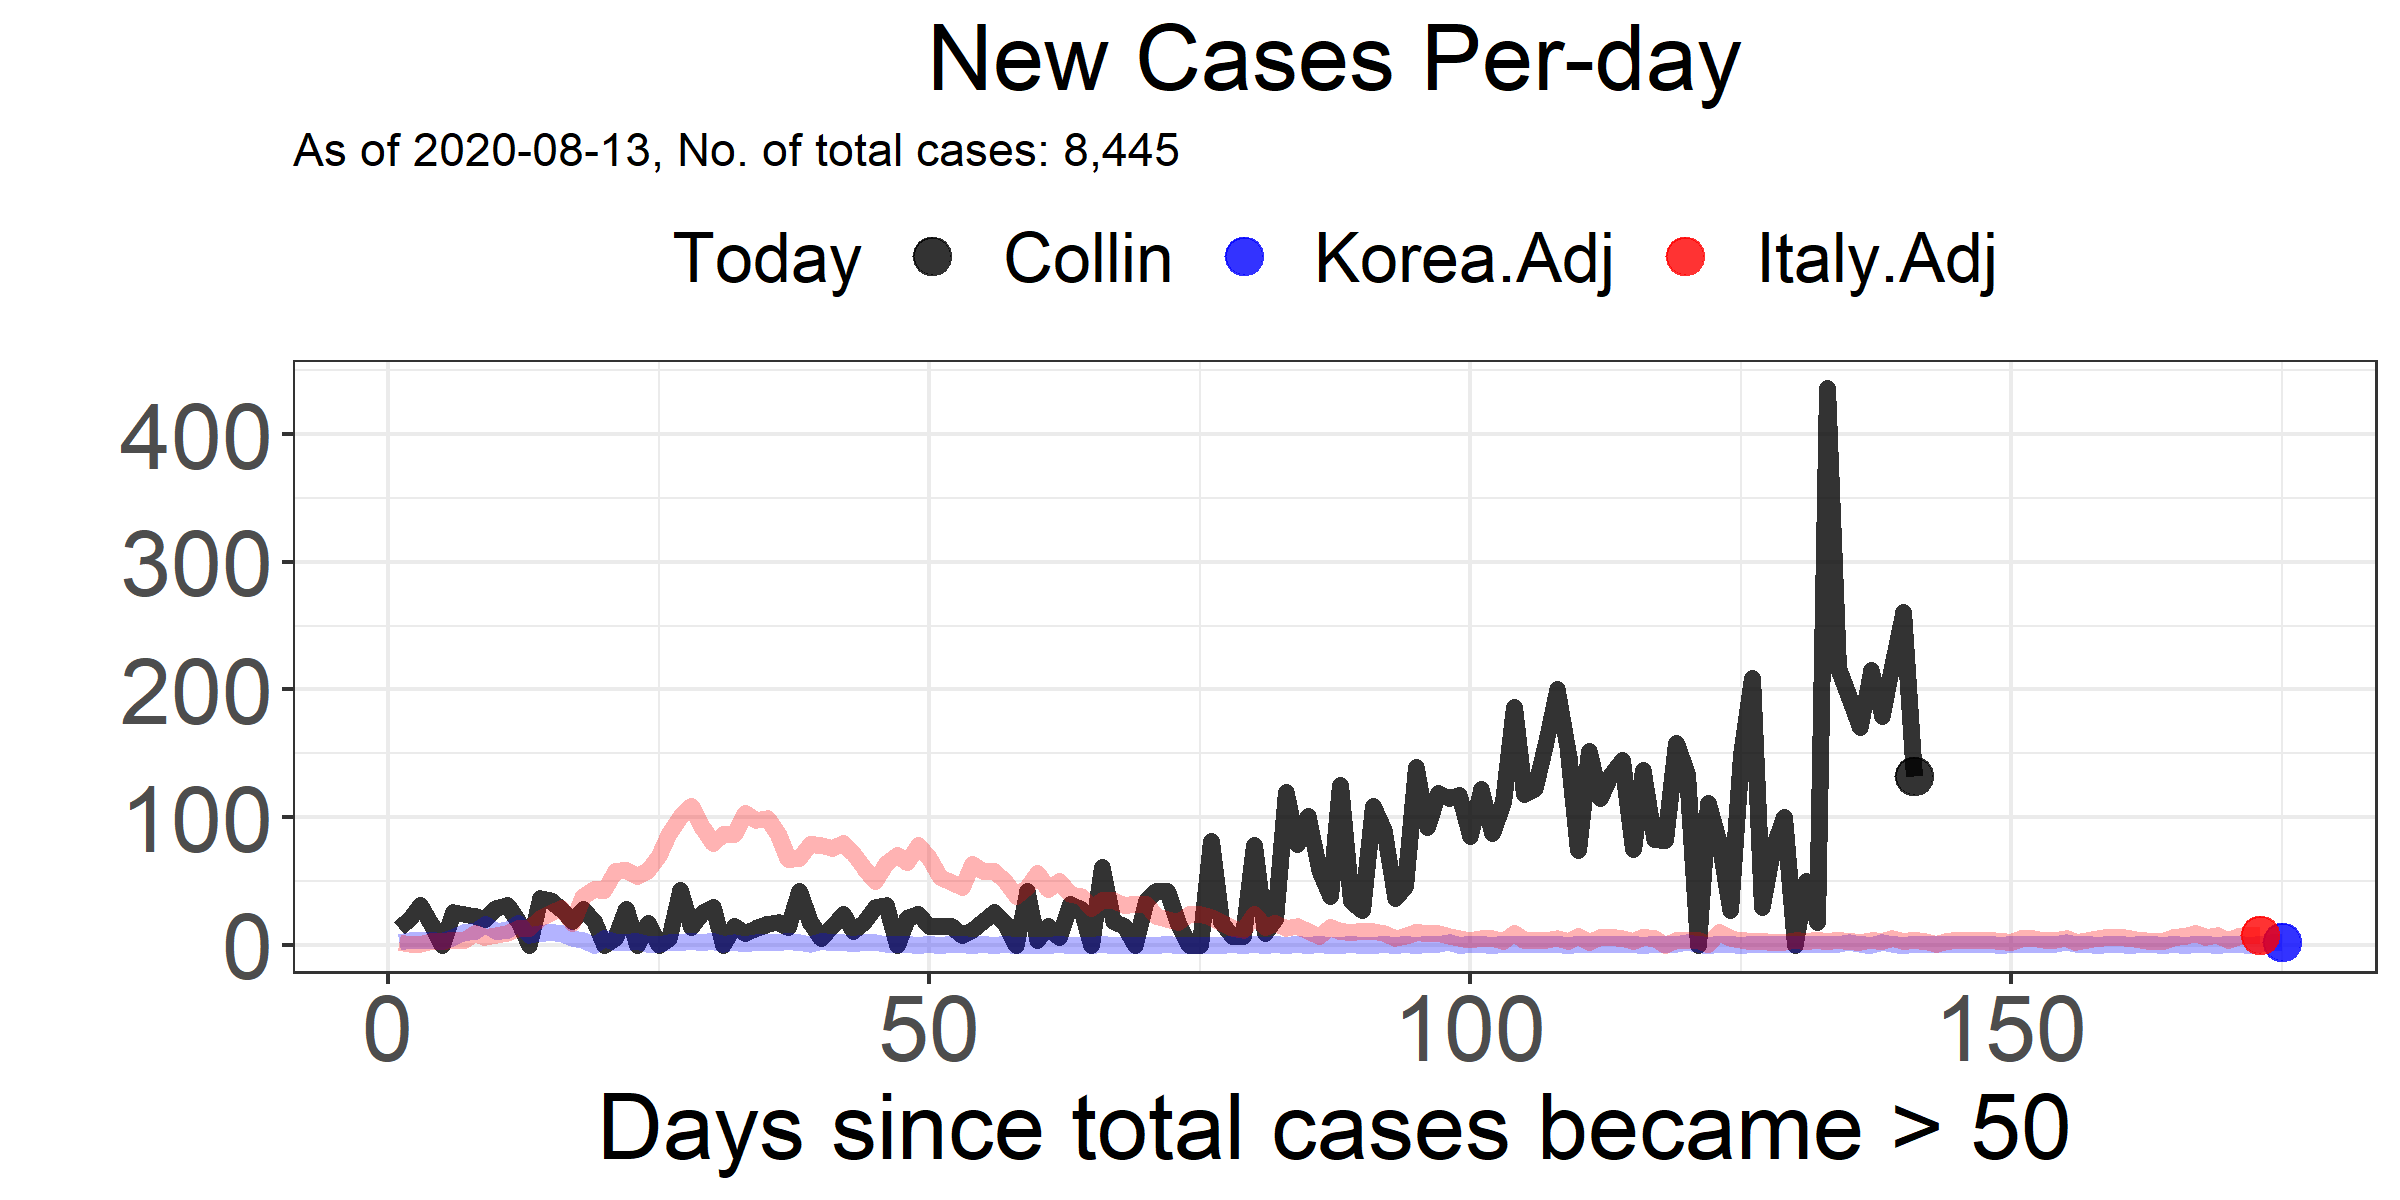 New Cases Per-day
As of 2020-08-13, No. of total cases: 8,445
Today Collin Korea.Adj Italy.Adj
400
300
200
100
0
0 50 100 150
Days since total cases became > 50